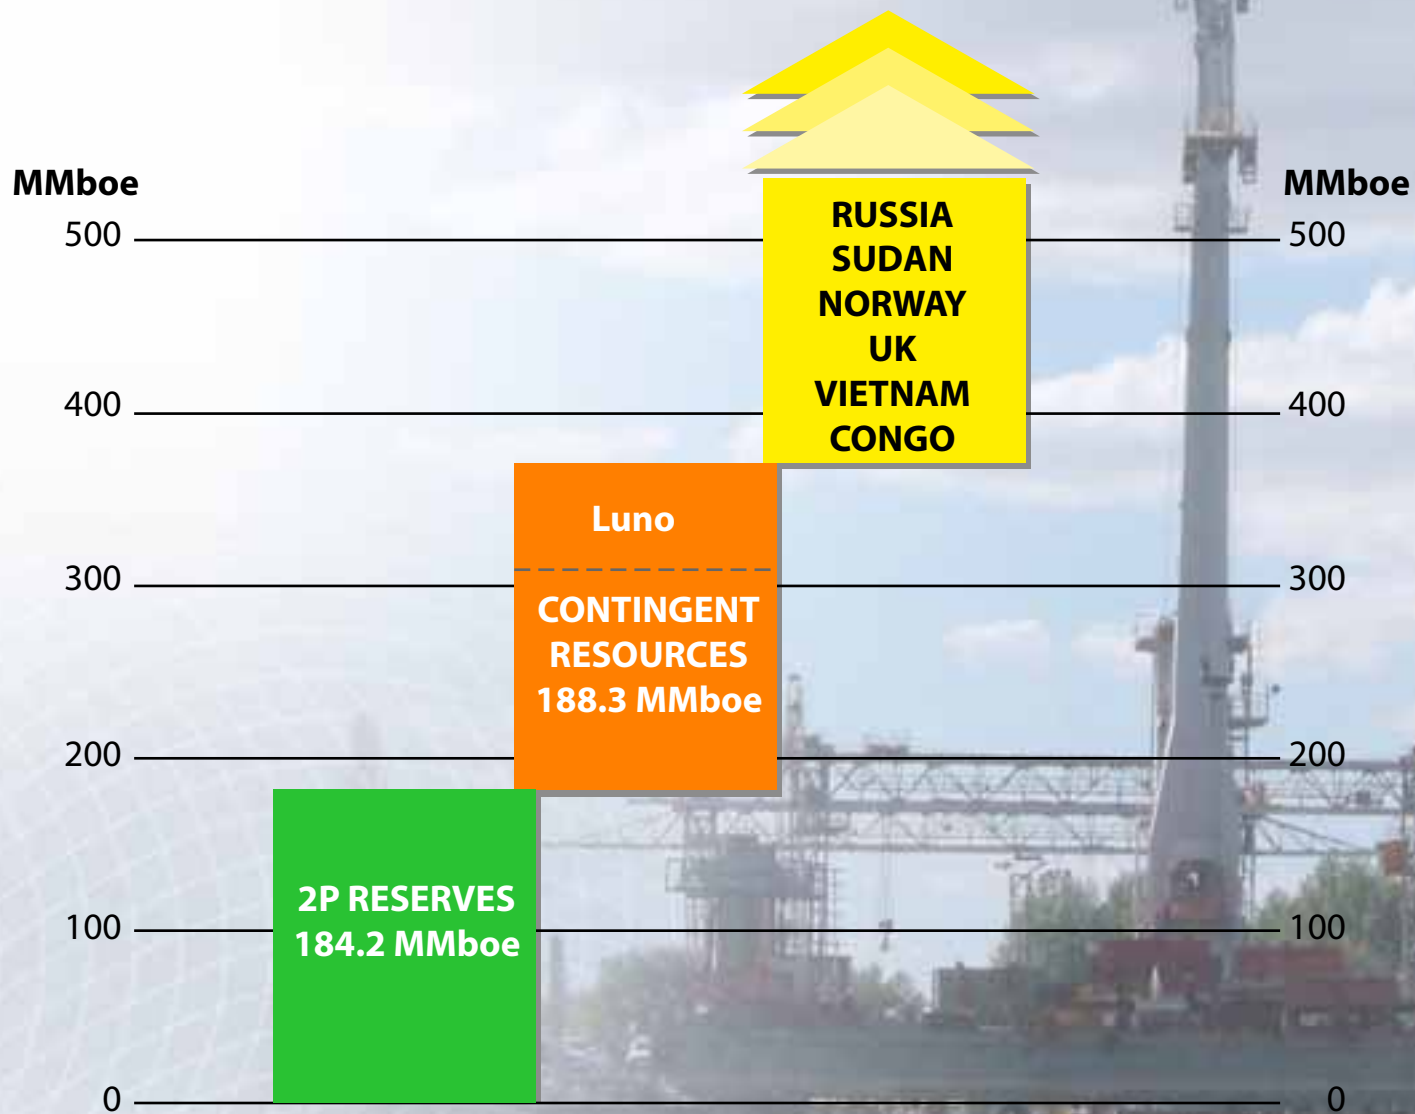 MMboe
MMboe
500
500
400
400
300
300
200
200
100
100
0
0
RUSSIA
SUDAN
NORWAY
UK
VIETNAM
CONGO
Luno
CONTINGENT
RESOURCES
188.3 MMboe
2P RESERVES
184.2 MMboe